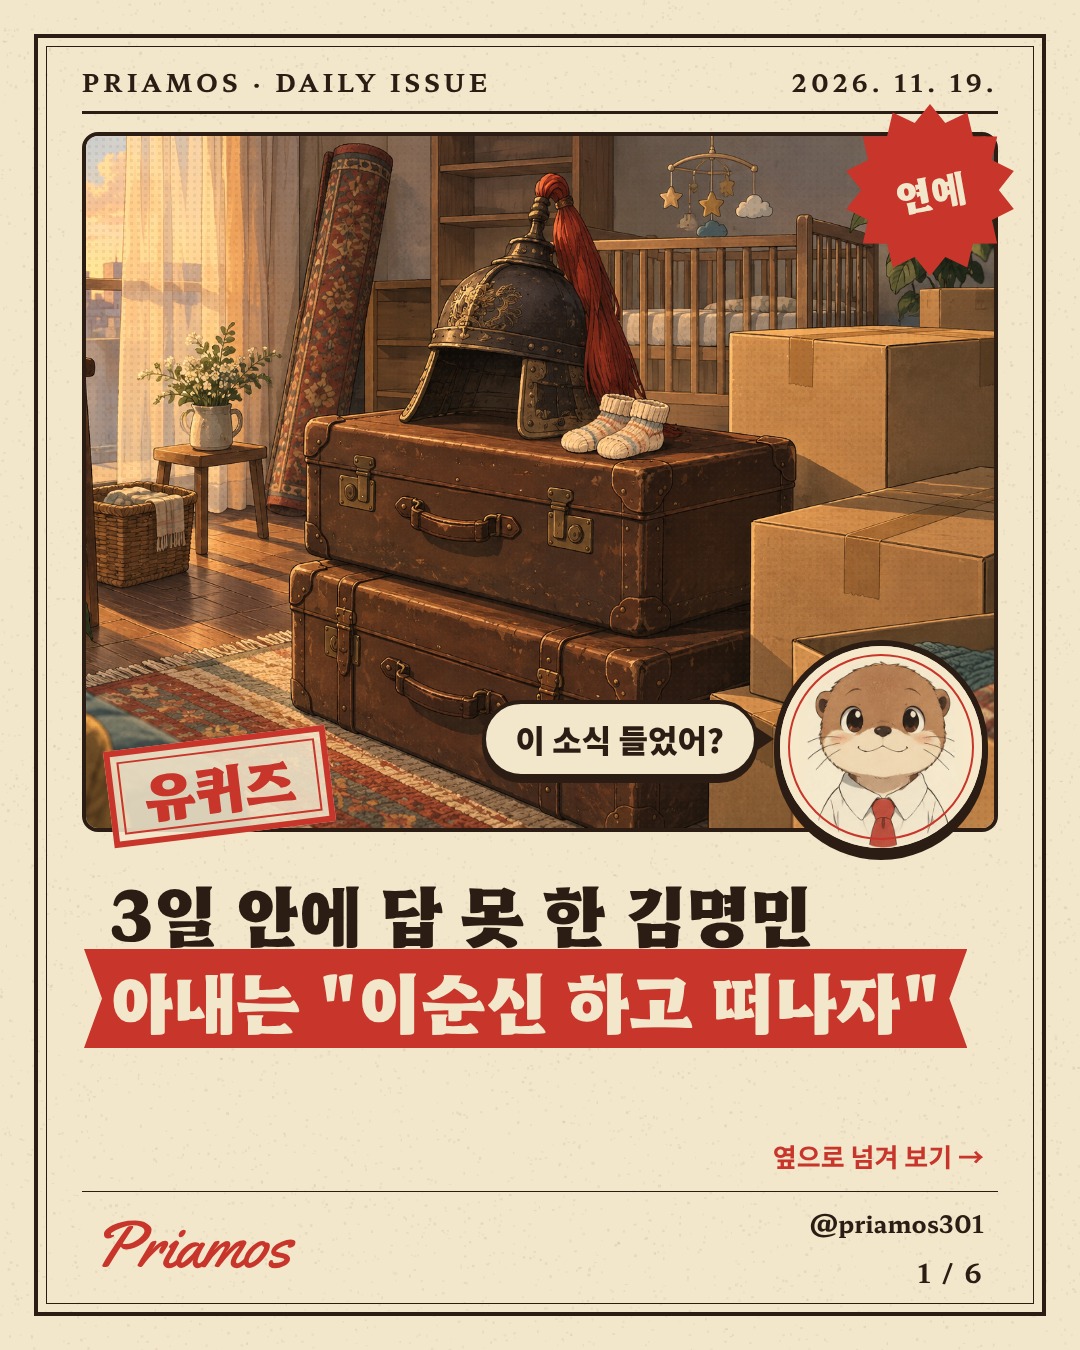 PRIAMOS · DAILY ISSUE
2026. 11. 19.
연예
이 소식 들었어?
유퀴즈
3일 안에 답 못 한 김명민
아내는 "이순신 하고 떠나자"
옆으로 넘겨 보기 →
Priamos
@priamos301
1 / 6